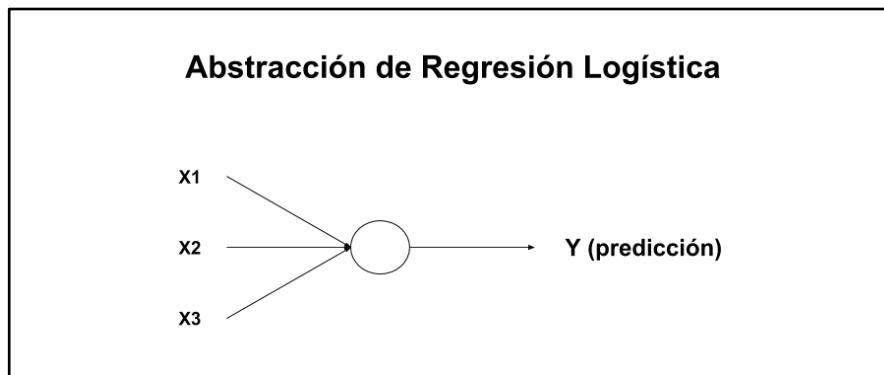 Abstracción de Regresión Logística
X1
X2
Y (predicción)
X3